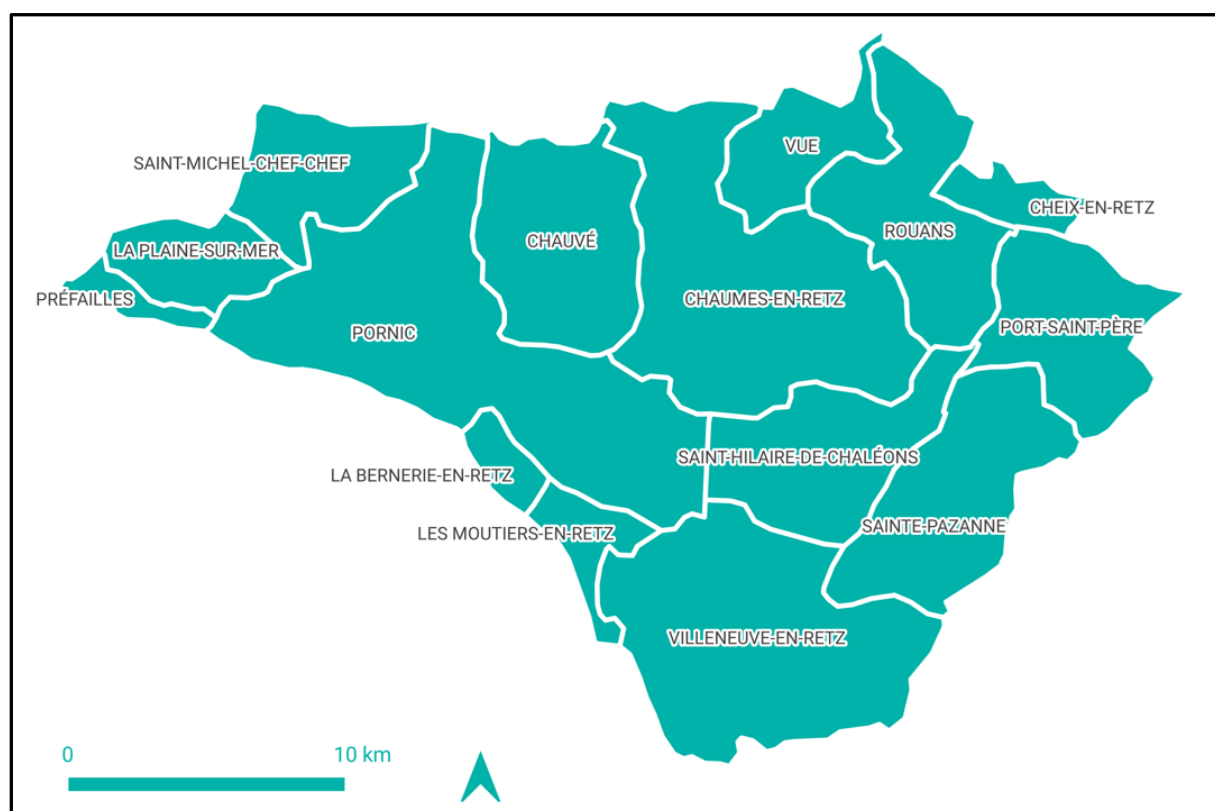 VUE
SAINT-MICHEL-CHEF-CHEF
CHEIX-EN-RETZ
ROUANS
CHAUVÉ
LA PLAINE-SUR-MER
PRÉFAILLES
CHAUMES-EN-RETZ
PORT-SAINT-PÈRE
PORNIC
SAINT-HILAIRE-DE-CHALÉONS
LA BERNERIE-EN-RETZ
SAINTE-PAZANNE
LES MOUTIERS-EN-RETZ
VILLENEUVE-EN-RETZ
0
10 km